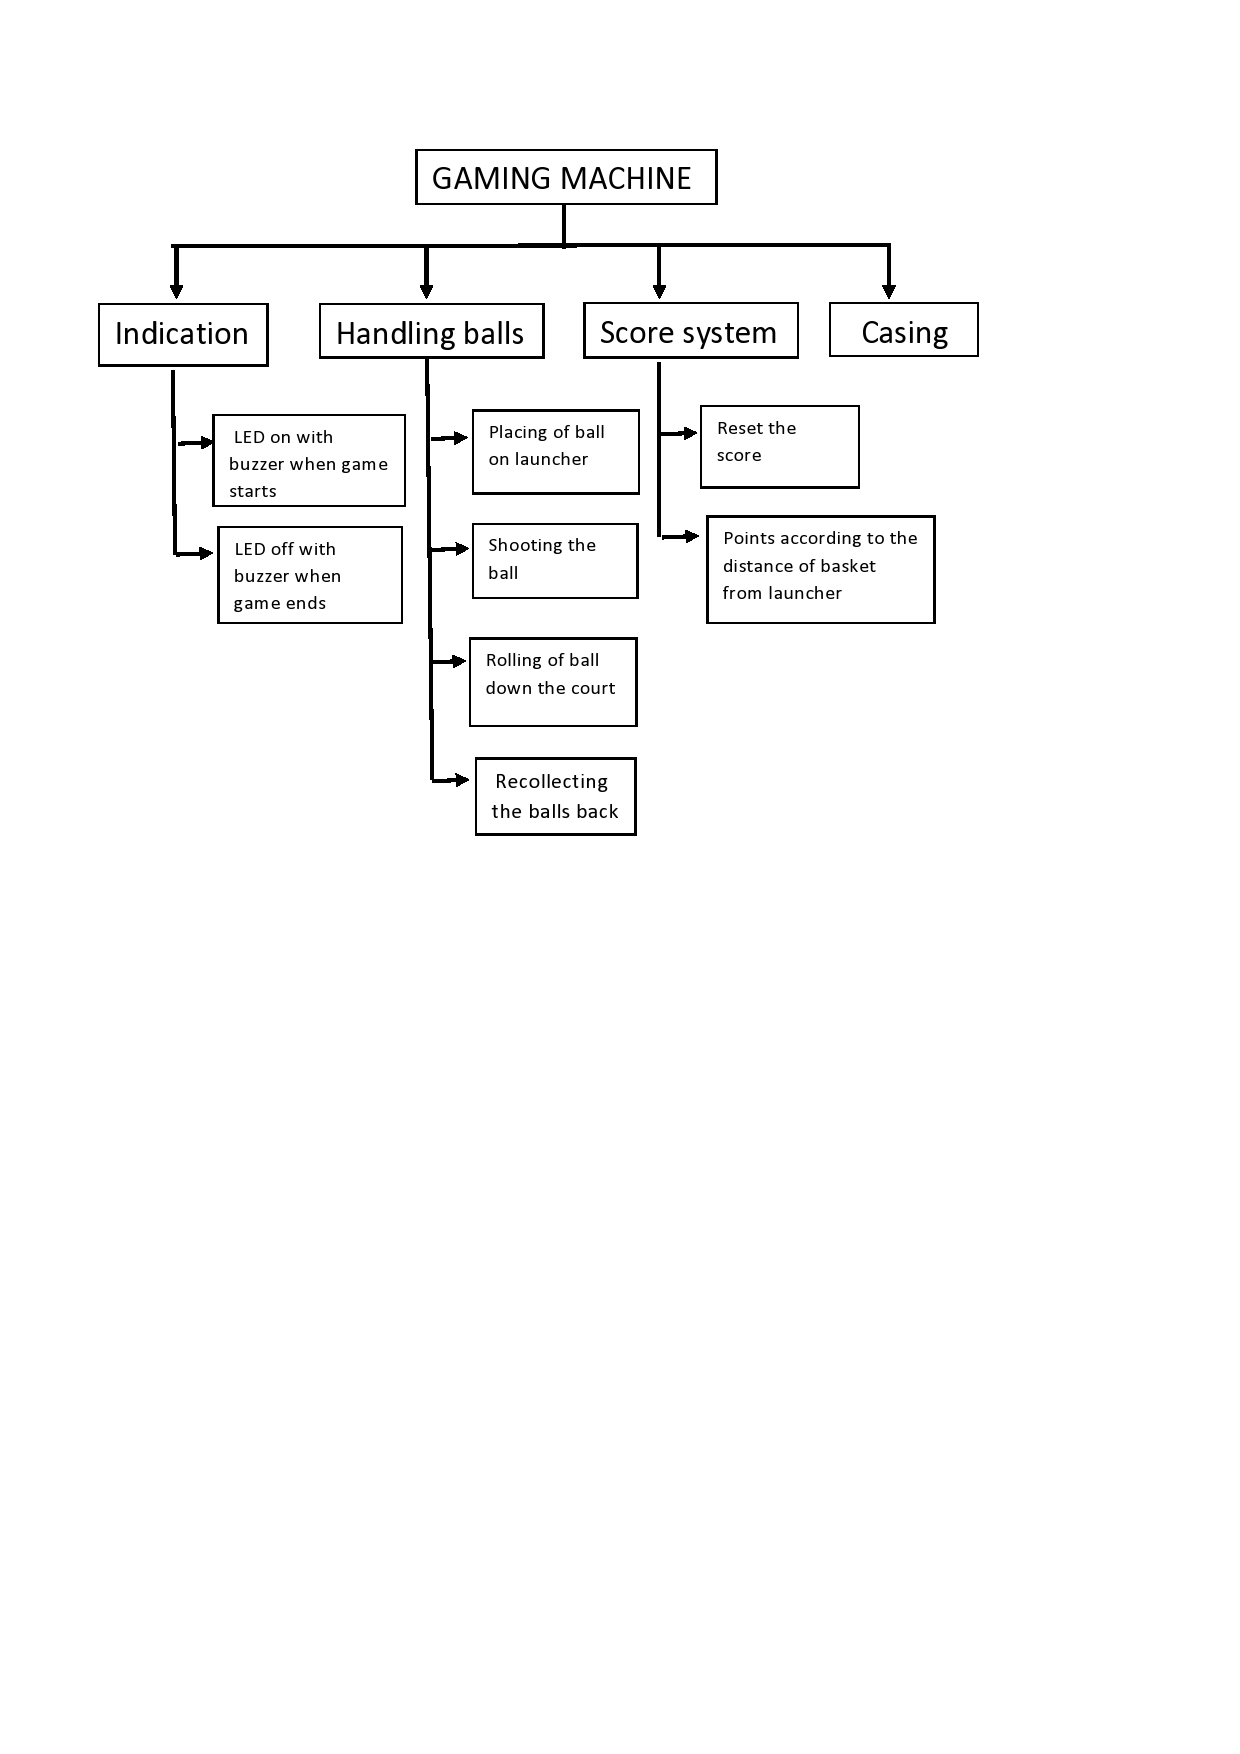 GAMING MACHINE
Indication
Handling balls
Score system
Casing
LED on with
buzzer when game
starts
LED off with
buzzer when
game ends
Placing of ball
on launcher
Shooting the
ball
Rolling of ball
down the court
Recollecting
the balls back
Reset the
score
Points according to the
distance of basket
from launcher